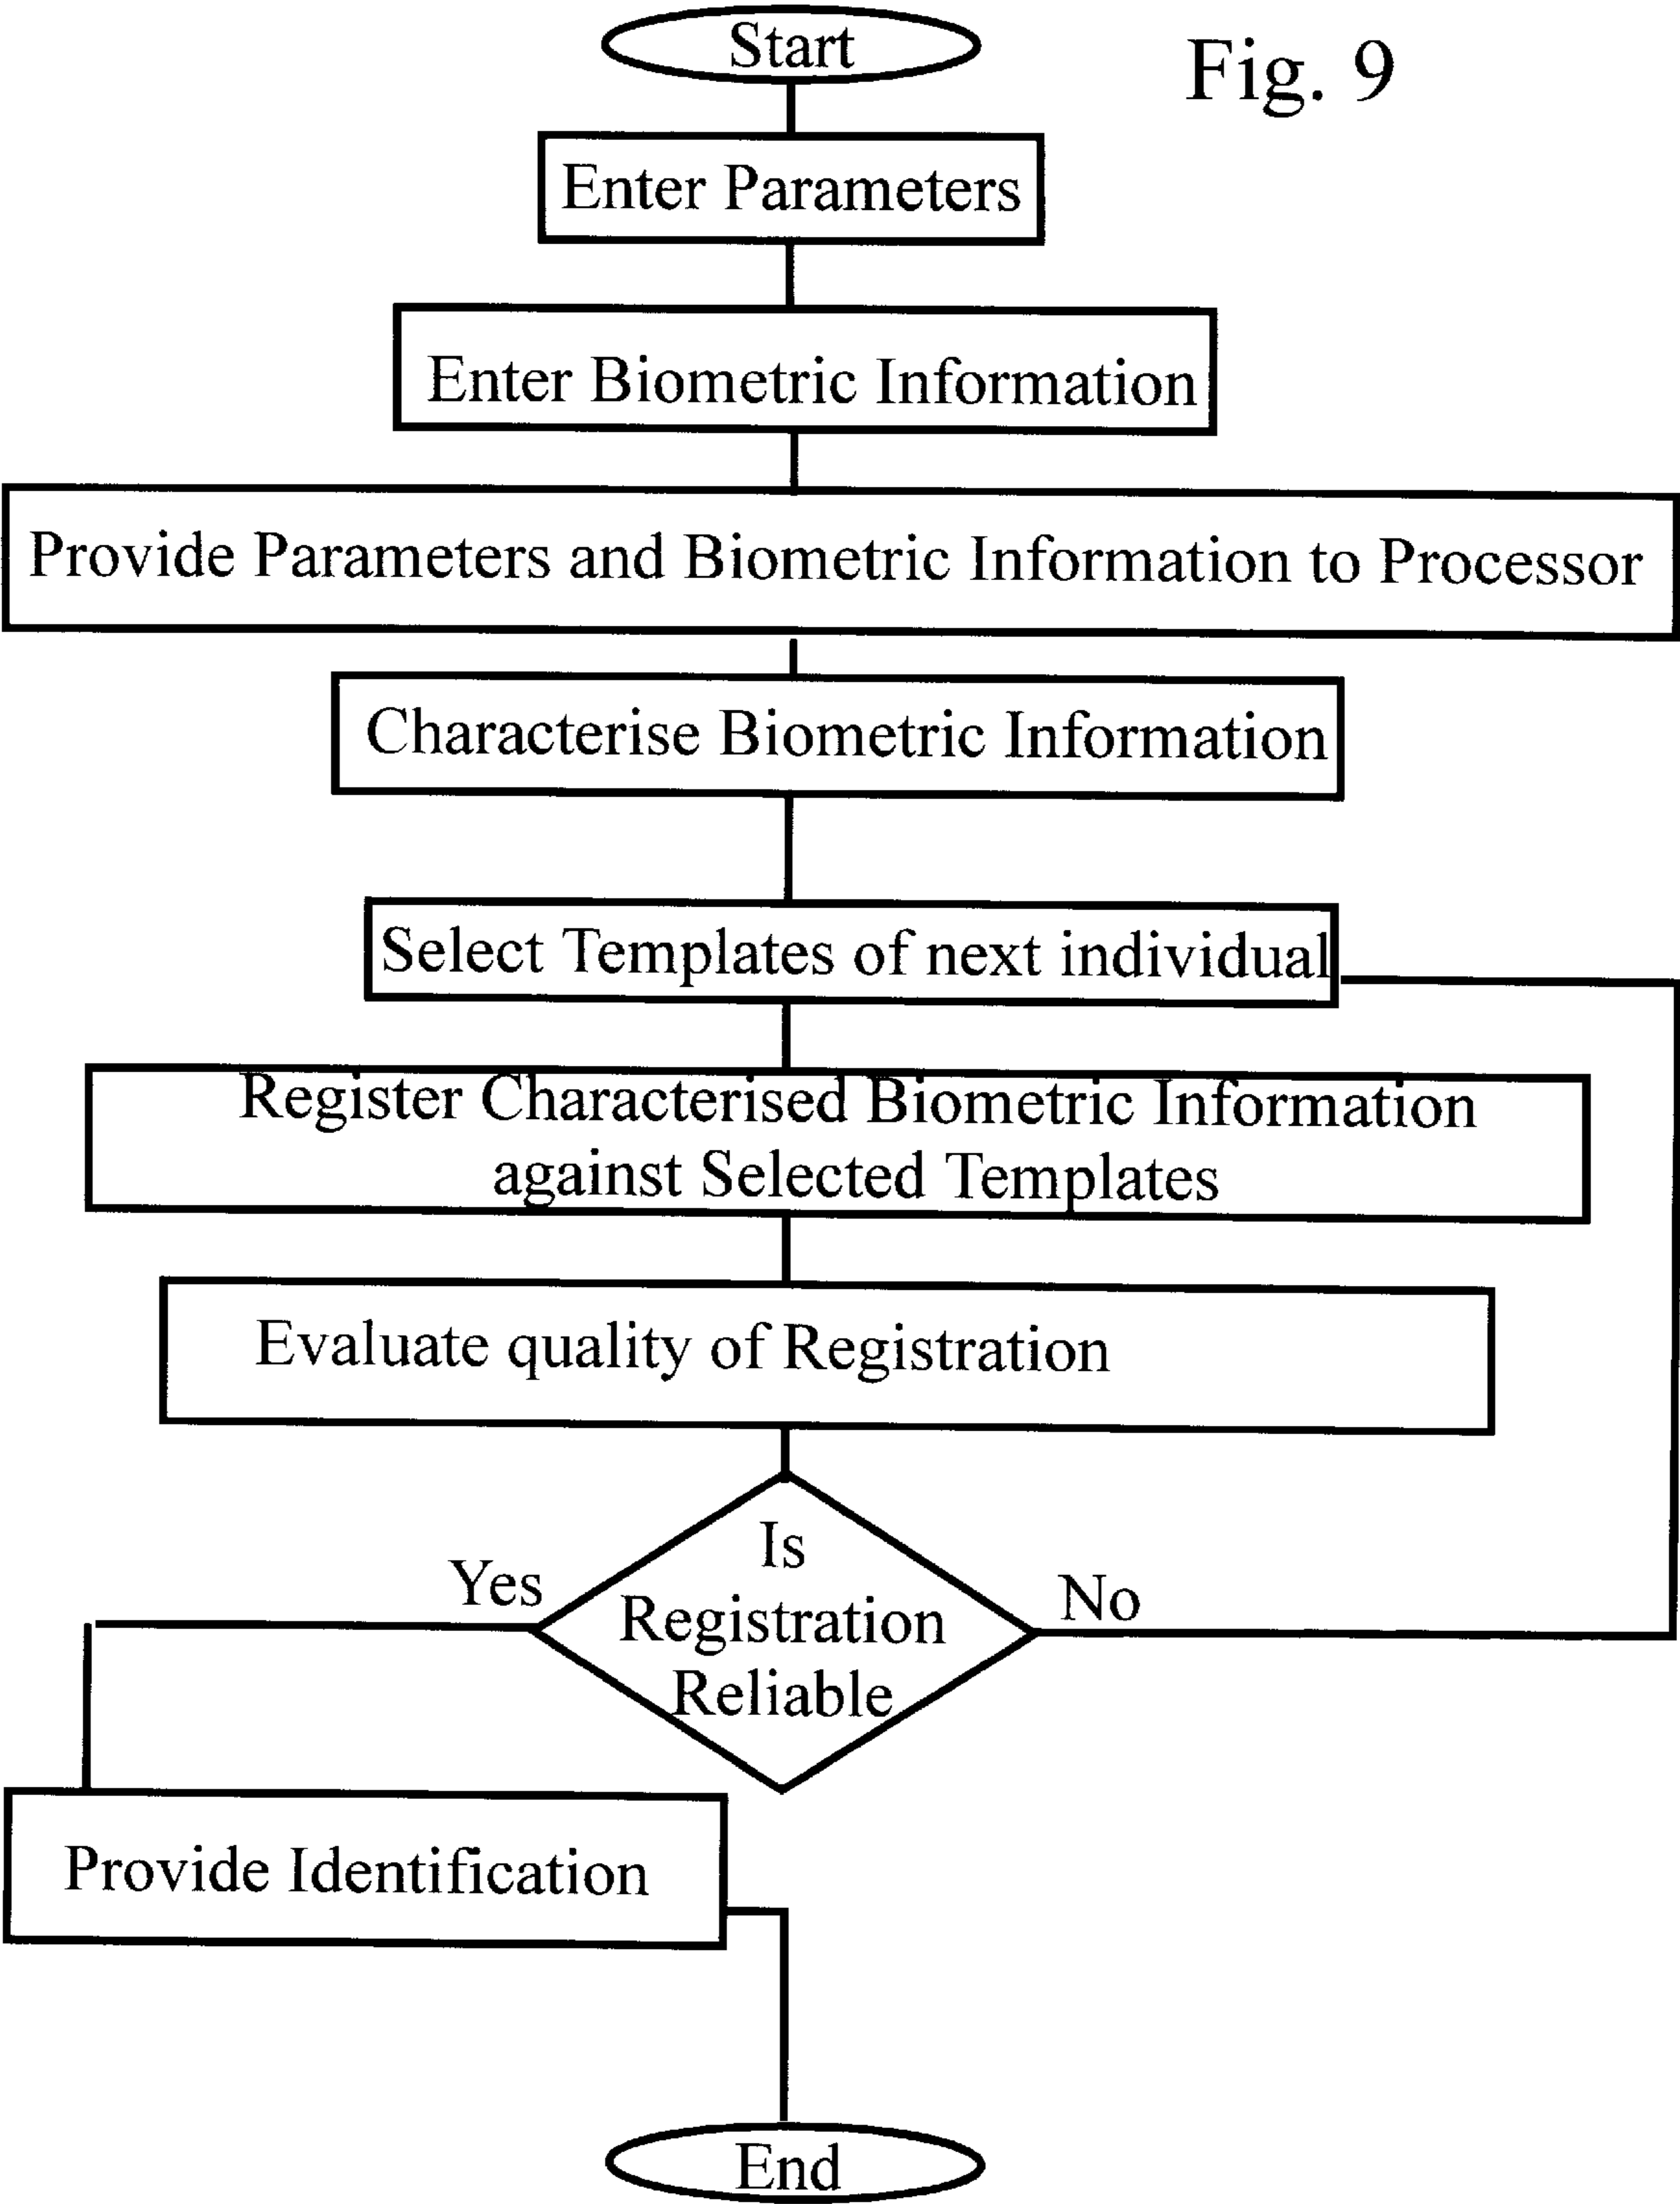 Start
Fig. 9
Enter Parameters
Enter Biometric Information
Provide Parameters and Biometric Information to Processor
Characterise Biometric Information
Select Templates of next individual
Register Characterised Biometric Information
against Selected Templates
Evaluate quality of Registration
Is
Registration
Reliable
Yes
No
Provide Identification
End